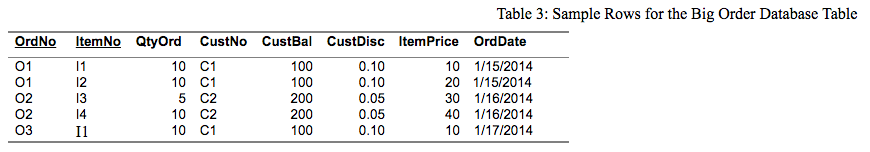 Table 3: Sample Rows for the Big Order Database Table
OrdNo ItemNo QtyOrd CustNo CustBal CustDisc ItemPrice OrdDate
O1 I1 10 C1 100 0.10 10 1/15/2014
O1 I2 10 C1 100 0.10 20 1/15/2014
O2 I3 5 C2 200 0.05 30 1/16/2014
O2 I4 10 C2 200 0.05 40 1/16/2014
O3 I1 10 C1 100 0.10 10 1/17/2014